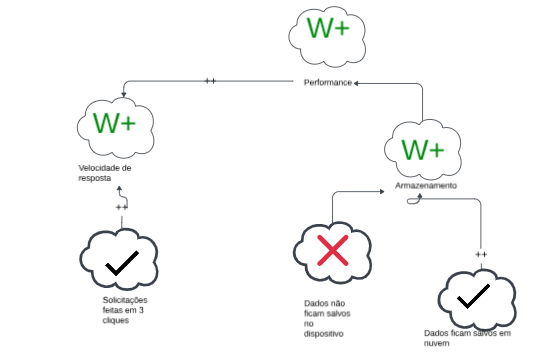 W+
++
Performance
W+
W+
Velocidade de
resposta
Armazenamento
++
++
Solicitações
feitas em 3
cliques
Dados não
ficam salvos
no
dispositivo
Dados ficam salvos em
nuvem